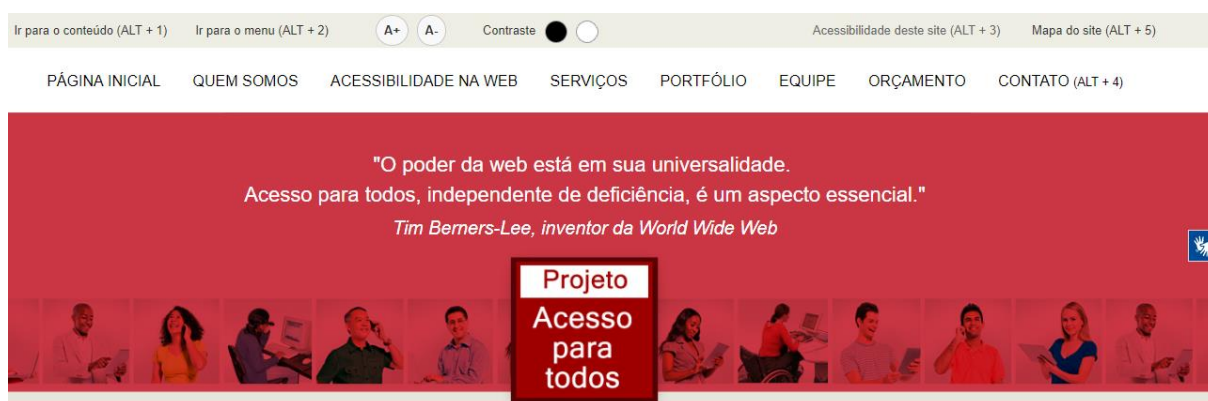 Ir para o conteúdo (ALT + 1) Ir para o menu (ALT + 2) A+ A- Contraste Acessibilidade deste site (ALT + 3) Mapa do site (ALT + 5)
PÁGINA INICIAL QUEM SOMOS ACESSIBILIDADE NA WEB SERVIÇOS PORTFÓLIO EQUIPE ORÇAMENTO CONTATO (ALT + 4)
"O poder da web está em sua universalidade.
Acesso para todos, independente de deficiência, é um aspecto essencial."
Tim Berners-Lee, inventor da World Wide Web
Projeto
Acesso
para
todos